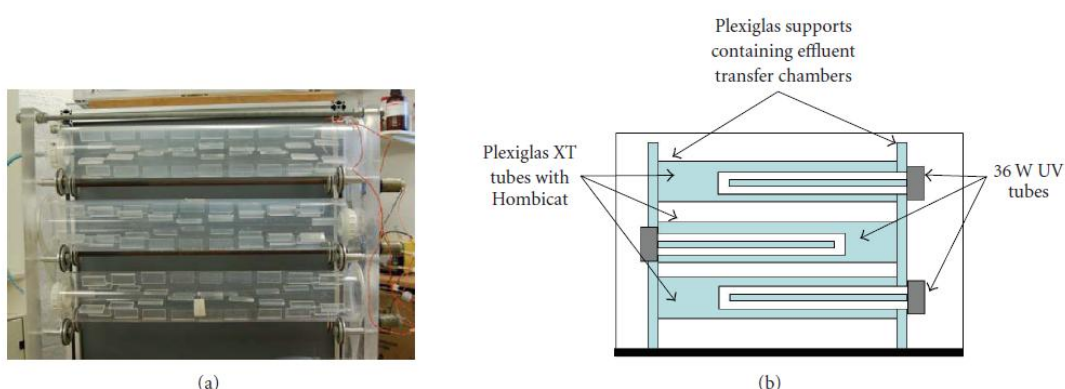 Plexiglas supports
containing effluent
transfer chambers
Plexiglas XT
tubes with
Hombicat
36 W UV
tubes
(a)
(b)